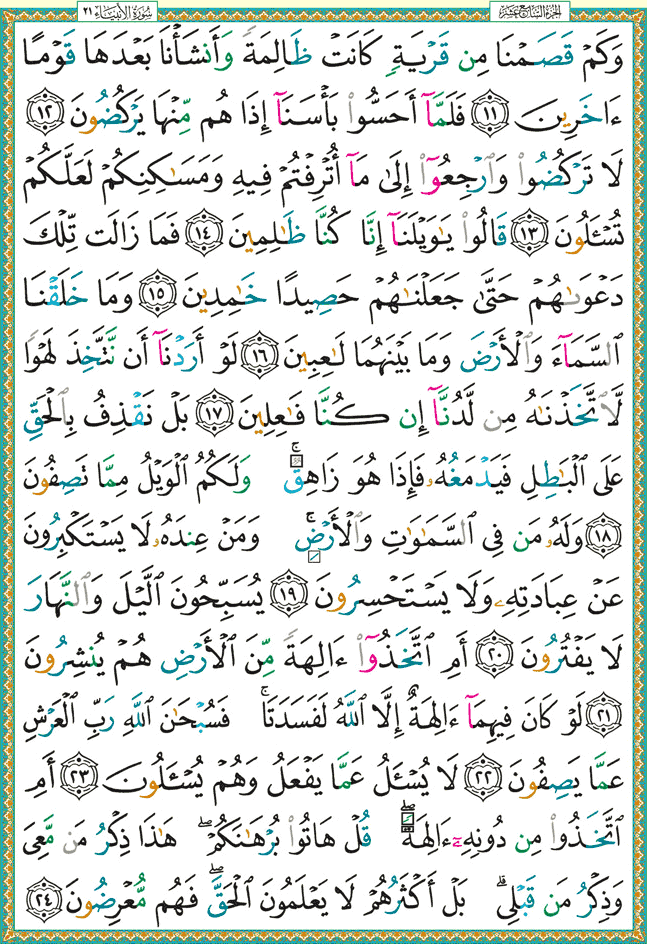 سُورَةُ الأَنبِيَاء ٢١ الجزء السابع عشر
وَكَمۡ قَصَمۡنَا مِن قَرۡيَةٖ كَانَتۡ ظَالِمَةٗ وَأَنشَأۡنَا بَعۡدَهَا قَوۡمًا
ءَاخَرِينَ ١١ فَلَمَّآ أَحَسُّواْ بَأۡسَنَآ إِذَا هُم مِّنۡهَا يَرۡكُضُونَ ١٢
لَا تَرۡكُضُواْ وَٱرۡجِعُوٓاْ إِلَىٰ مَآ أُتۡرِفۡتُمۡ فِيهِ وَمَسَٰكِنِكُمۡ لَعَلَّكُمۡ
تُسۡـَٔلُونَ ١٣ قَالُواْ يَٰوَيۡلَنَآ إِنَّا كُنَّا ظَٰلِمِينَ ١٤ فَمَا زَالَت تِّلۡكَ
دَعۡوَىٰهُمۡ حَتَّىٰ جَعَلۡنَٰهُمۡ حَصِيدًا خَٰمِدِينَ ١٥ وَمَا خَلَقۡنَا
ٱلسَّمَآءَ وَٱلۡأَرۡضَ وَمَا بَيۡنَهُمَا لَٰعِبِينَ ١٦ لَوۡ أَرَدۡنَآ أَن نَّتَّخِذَ لَهۡوٗا
لَّٱتَّخَذۡنَٰهُ مِن لَّدُنَّآ إِن كُنَّا فَٰعِلِينَ ١٧ بَلۡ نَقۡذِفُ بِٱلۡحَقِّ
عَلَى ٱلۡبَٰطِلِ فَيَدۡمَغُهُۥ فَإِذَا هُوَ زَاهِقٞۚ وَلَكُمُ ٱلۡوَيۡلُ مِمَّا تَصِفُونَ
١٨ وَلَهُۥ مَن فِي ٱلسَّمَٰوَٰتِ وَٱلۡأَرۡضِۚ وَمَنۡ عِندَهُۥ لَا يَسۡتَكۡبِرُونَ
عَنۡ عِبَادَتِهِۦ وَلَا يَسۡتَحۡسِرُونَ ١٩ يُسَبِّحُونَ ٱلَّيۡلَ وَٱلنَّهَارَ
لَا يَفۡتُرُونَ ٢٠ أَمِ ٱتَّخَذُوٓاْ ءَالِهَةٗ مِّنَ ٱلۡأَرۡضِ هُمۡ يُنشِرُونَ
٢١ لَوۡ كَانَ فِيهِمَآ ءَالِهَةٌ إِلَّا ٱللَّهُ لَفَسَدَتَاۚ فَسُبۡحَٰنَ ٱللَّهِ رَبِّ ٱلۡعَرۡشِ
عَمَّا يَصِفُونَ ٢٢ لَا يُسۡـَٔلُ عَمَّا يَفۡعَلُ وَهُمۡ يُسۡـَٔلُونَ ٢٣ أَمِ
ٱتَّخَذُواْ مِن دُونِهِۦٓ ءَالِهَةٗۖ قُلۡ هَاتُواْ بُرۡهَٰنَكُمۡۖ هَٰذَا ذِكۡرُ مَن مَّعِيَ
وَذِكۡرُ مَن قَبۡلِيۚ بَلۡ أَكۡثَرُهُمۡ لَا يَعۡلَمُونَ ٱلۡحَقَّۖ فَهُم مُّعۡرِضُونَ ٢٤